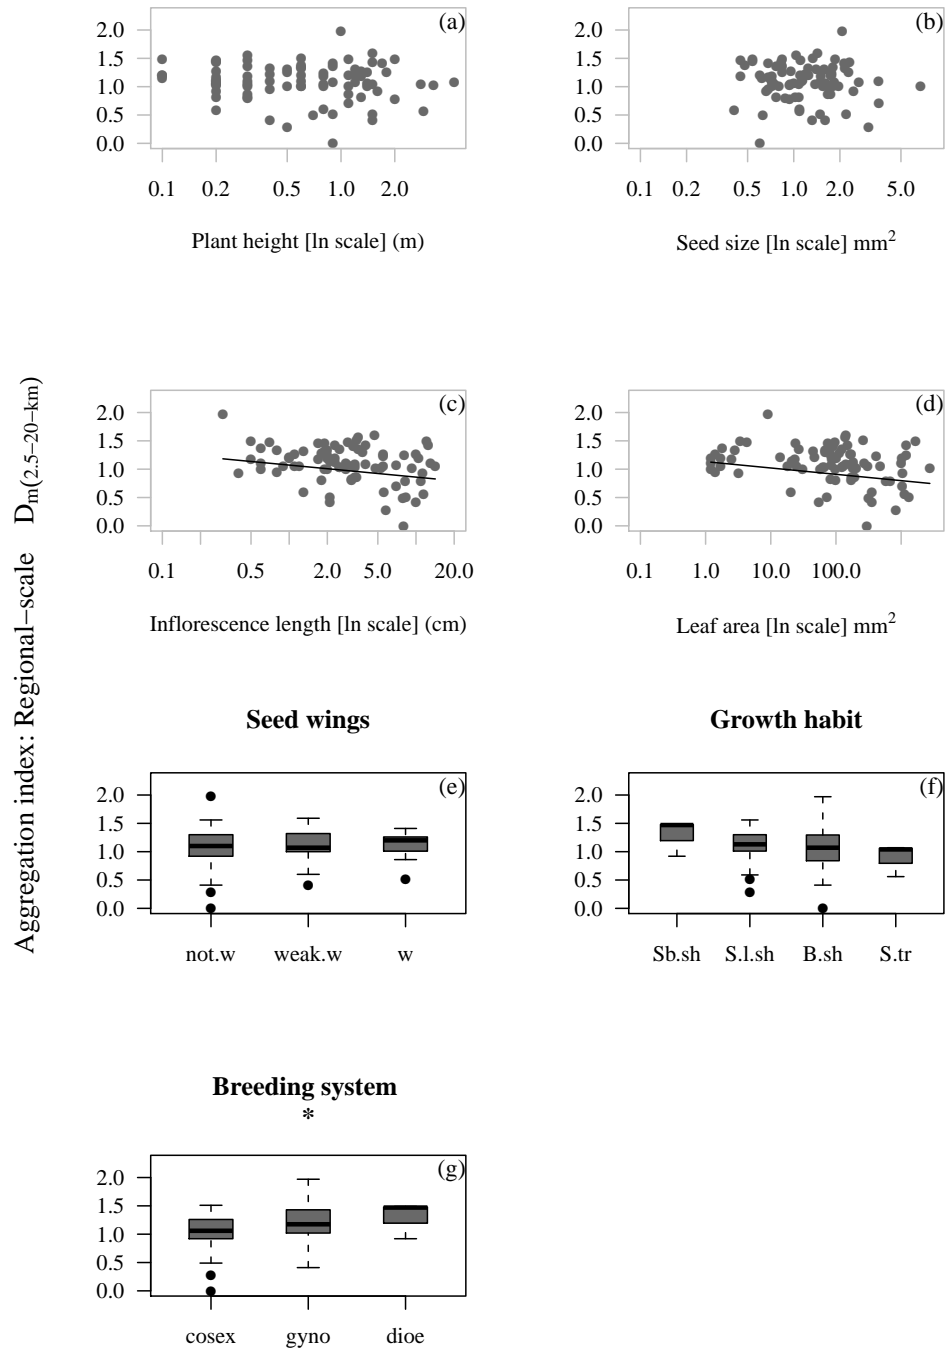 Aggregation index: Regional−scale D_m(2.5−20−km)
(a)
2.0
1.5
1.0
0.5
0.0
0.1 0.2 0.5 1.0 2.0
Plant height [ln scale] (m)
(b)
2.0
1.5
1.0
0.5
0.0
0.1 0.2 0.5 1.0 2.0 5.0
Seed size [ln scale] mm²
(c)
2.0
1.5
1.0
0.5
0.0
0.1 0.5 2.0 5.0 20.0
Inflorescence length [ln scale] (cm)
(d)
2.0
1.5
1.0
0.5
0.0
0.1 1.0 10.0 100.0
Leaf area [ln scale] mm²
Seed wings
(e)
2.0
1.5
1.0
0.5
0.0
not.w weak.w w
Growth habit
(f)
2.0
1.5
1.0
0.5
0.0
Sb.sh S.l.sh B.sh S.tr
Breeding system
*
(g)
2.0
1.5
1.0
0.5
0.0
cosex gyno dioe